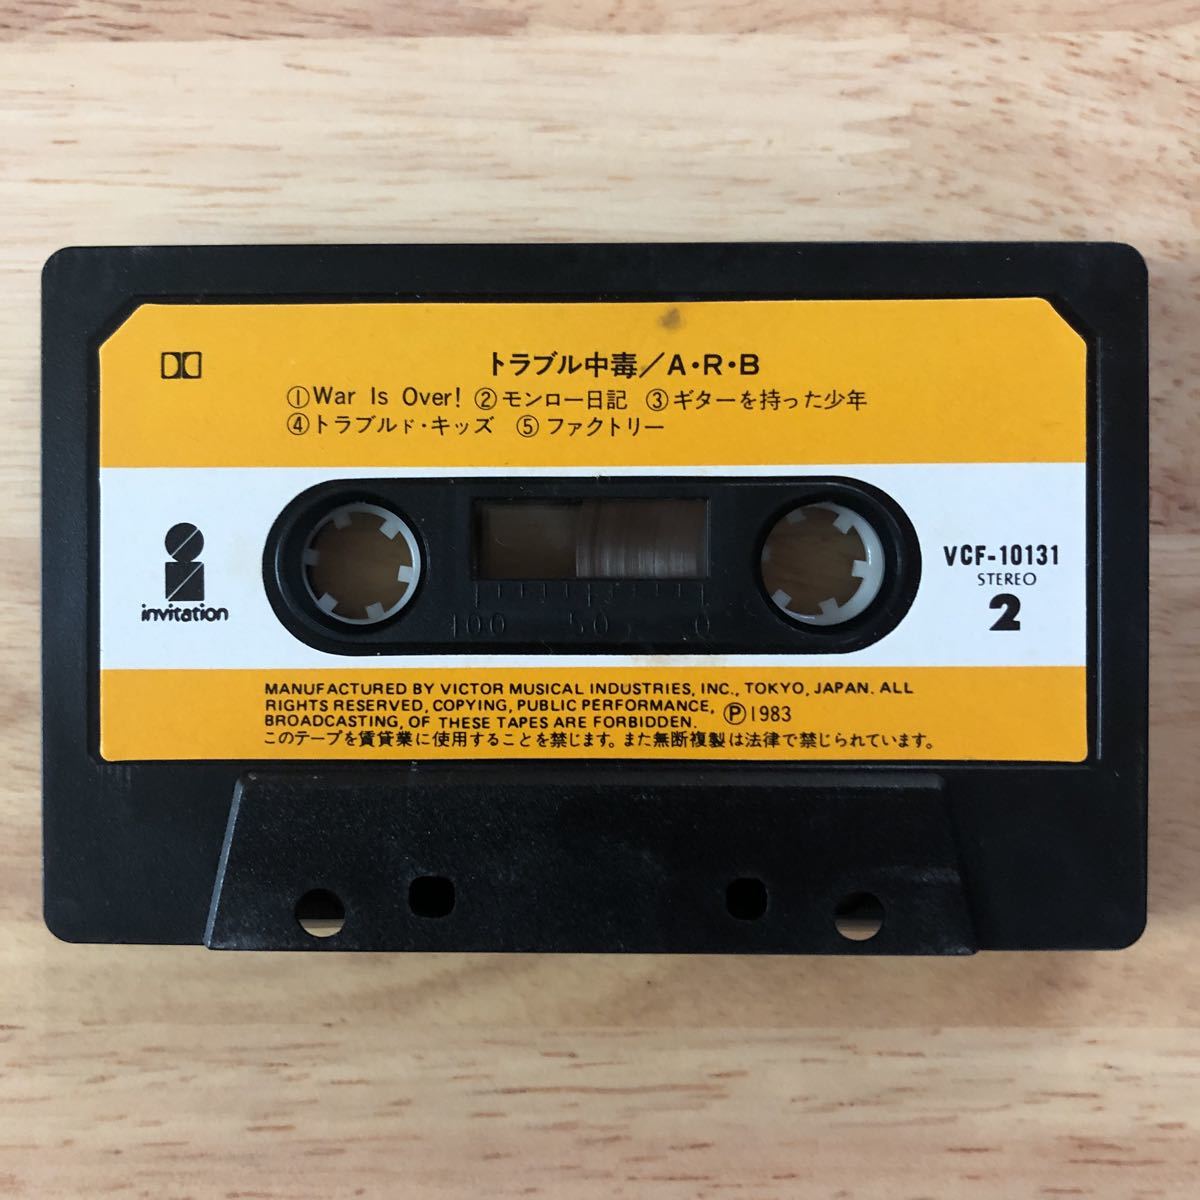 トラブル中毒/A・R・B
①War Is Over! ②モンロー日記 ③ギターを持った少年
④トラブルド・キッズ ⑤ファクトリー
invitation
VCF-10131
STEREO
2
100 50 0
MANUFACTURED BY VICTOR MUSICAL INDUSTRIES, INC., TOKYO, JAPAN. ALL
RIGHTS RESERVED, COPYING, PUBLIC PERFORMANCE,
BROADCASTING, OF THESE TAPES ARE FORBIDDEN. Ⓟ1983
このテープを賃貸業に使用することを禁じます。また無断複製は法律で禁じられています。